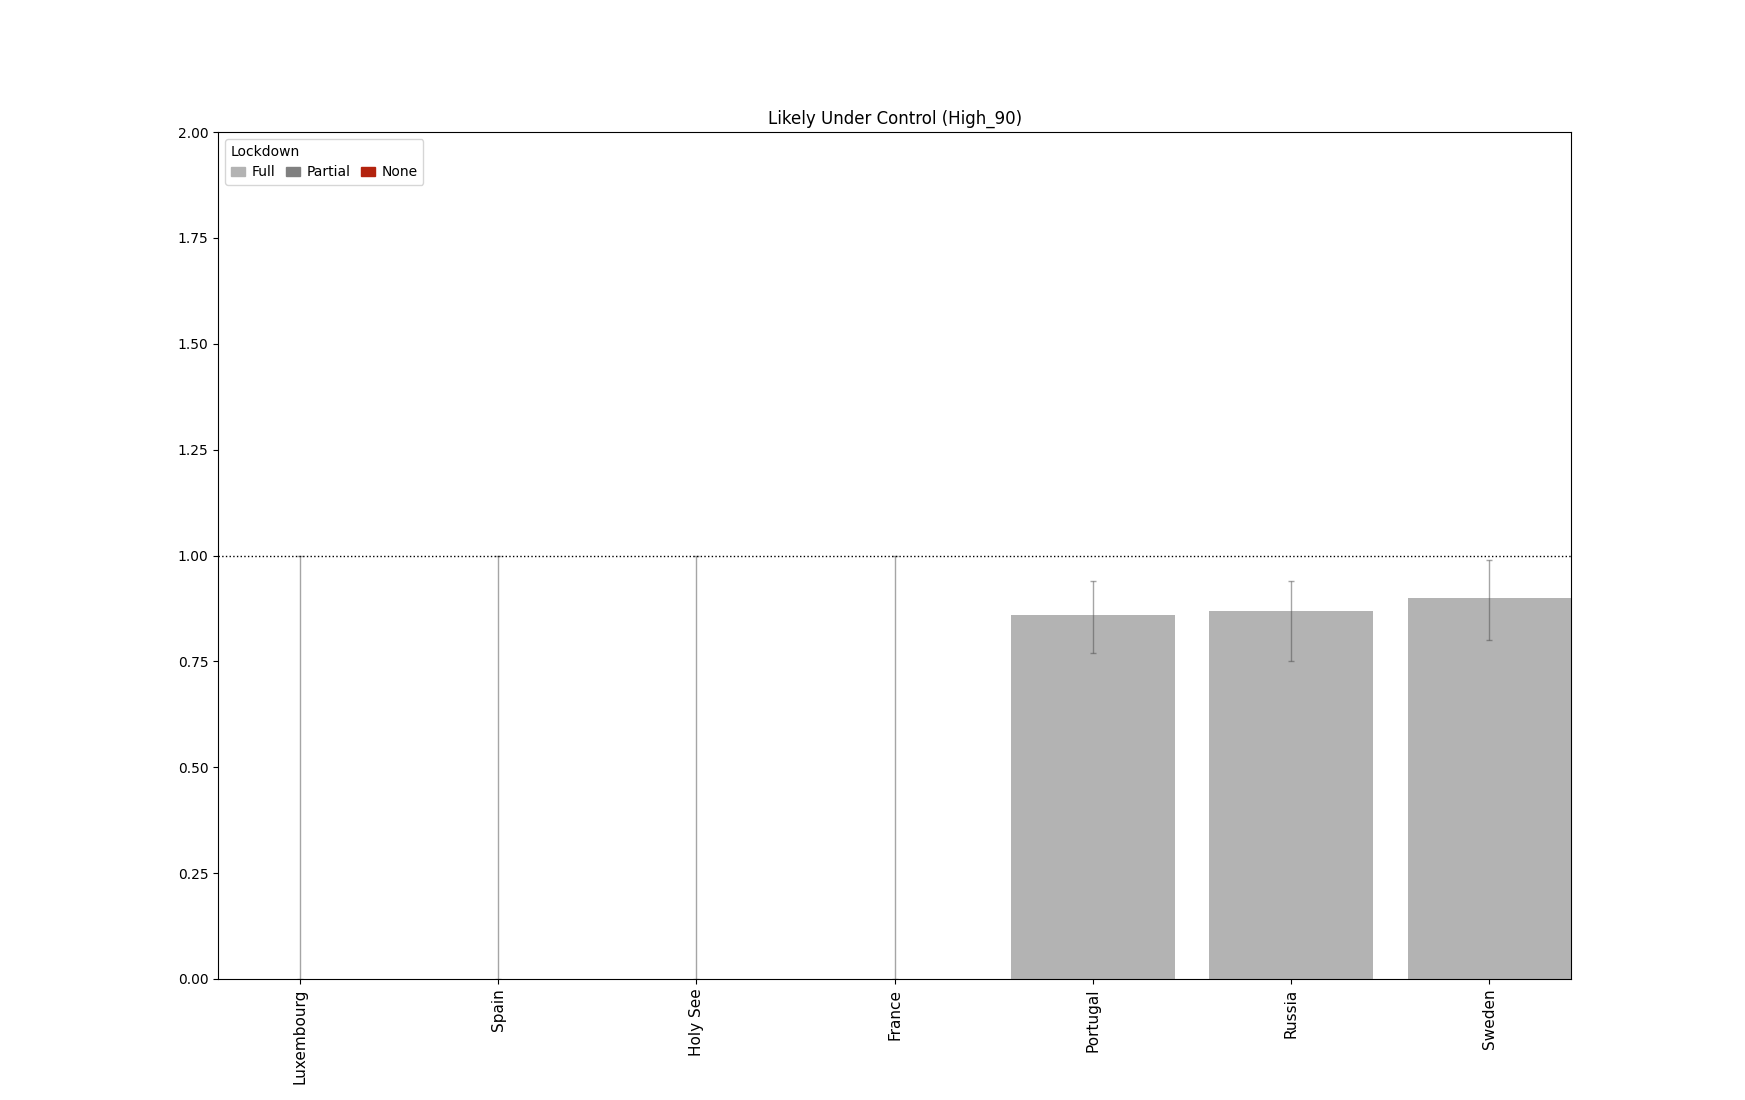 Likely Under Control (High_90)
2.00
Lockdown
Full Partial None
1.75
1.50
1.25
1.00
0.75
0.50
0.25
0.00
Luxembourg
Spain
Holy See
France
Portugal
Russia
Sweden